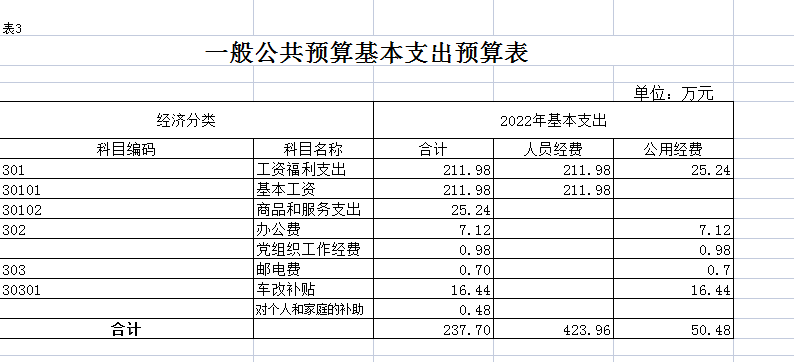 表3
一般公共预算基本支出预算表
单位：万元
经济分类 2022年基本支出
科目编码 科目名称 合计 人员经费 公用经费
301 工资福利支出 211.98 211.98 25.24
30101 基本工资 211.98 211.98
30102 商品和服务支出 25.24
302 办公费 7.12 7.12
党组织工作经费 0.98 0.98
303 邮电费 0.70 0.7
30301 车改补贴 16.44 16.44
对个人和家庭的补助 0.48
合计 237.70 423.96 50.48